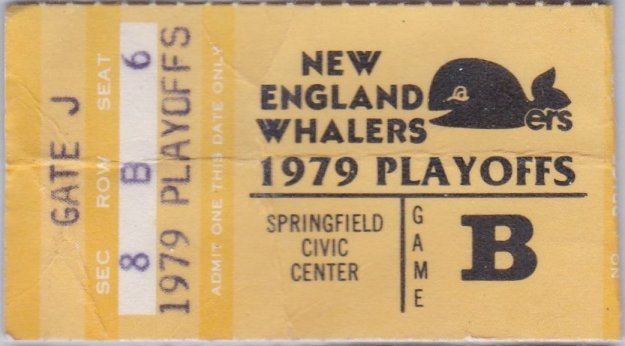 GATE J
SEC ROW SEAT
8 B 6
1979 PLAYOFFS
ADMIT ONE THIS DATE ONLY
NEW
ENGLAND
WHALERS
ers
1979 PLAYOFFS
SPRINGFIELD
CIVIC
CENTER
GAME
B
NO